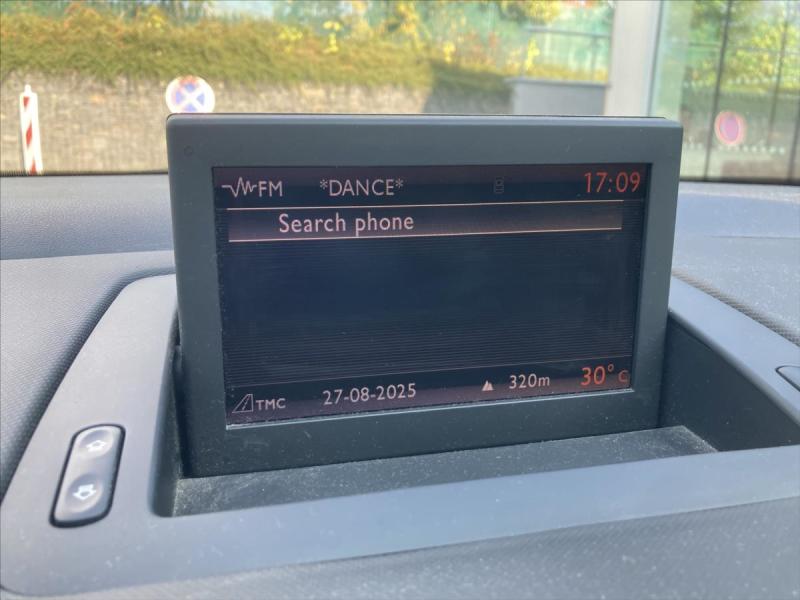 FM *DANCE* 17:09
Search phone
TMC 27-08-2025 320m 30°C